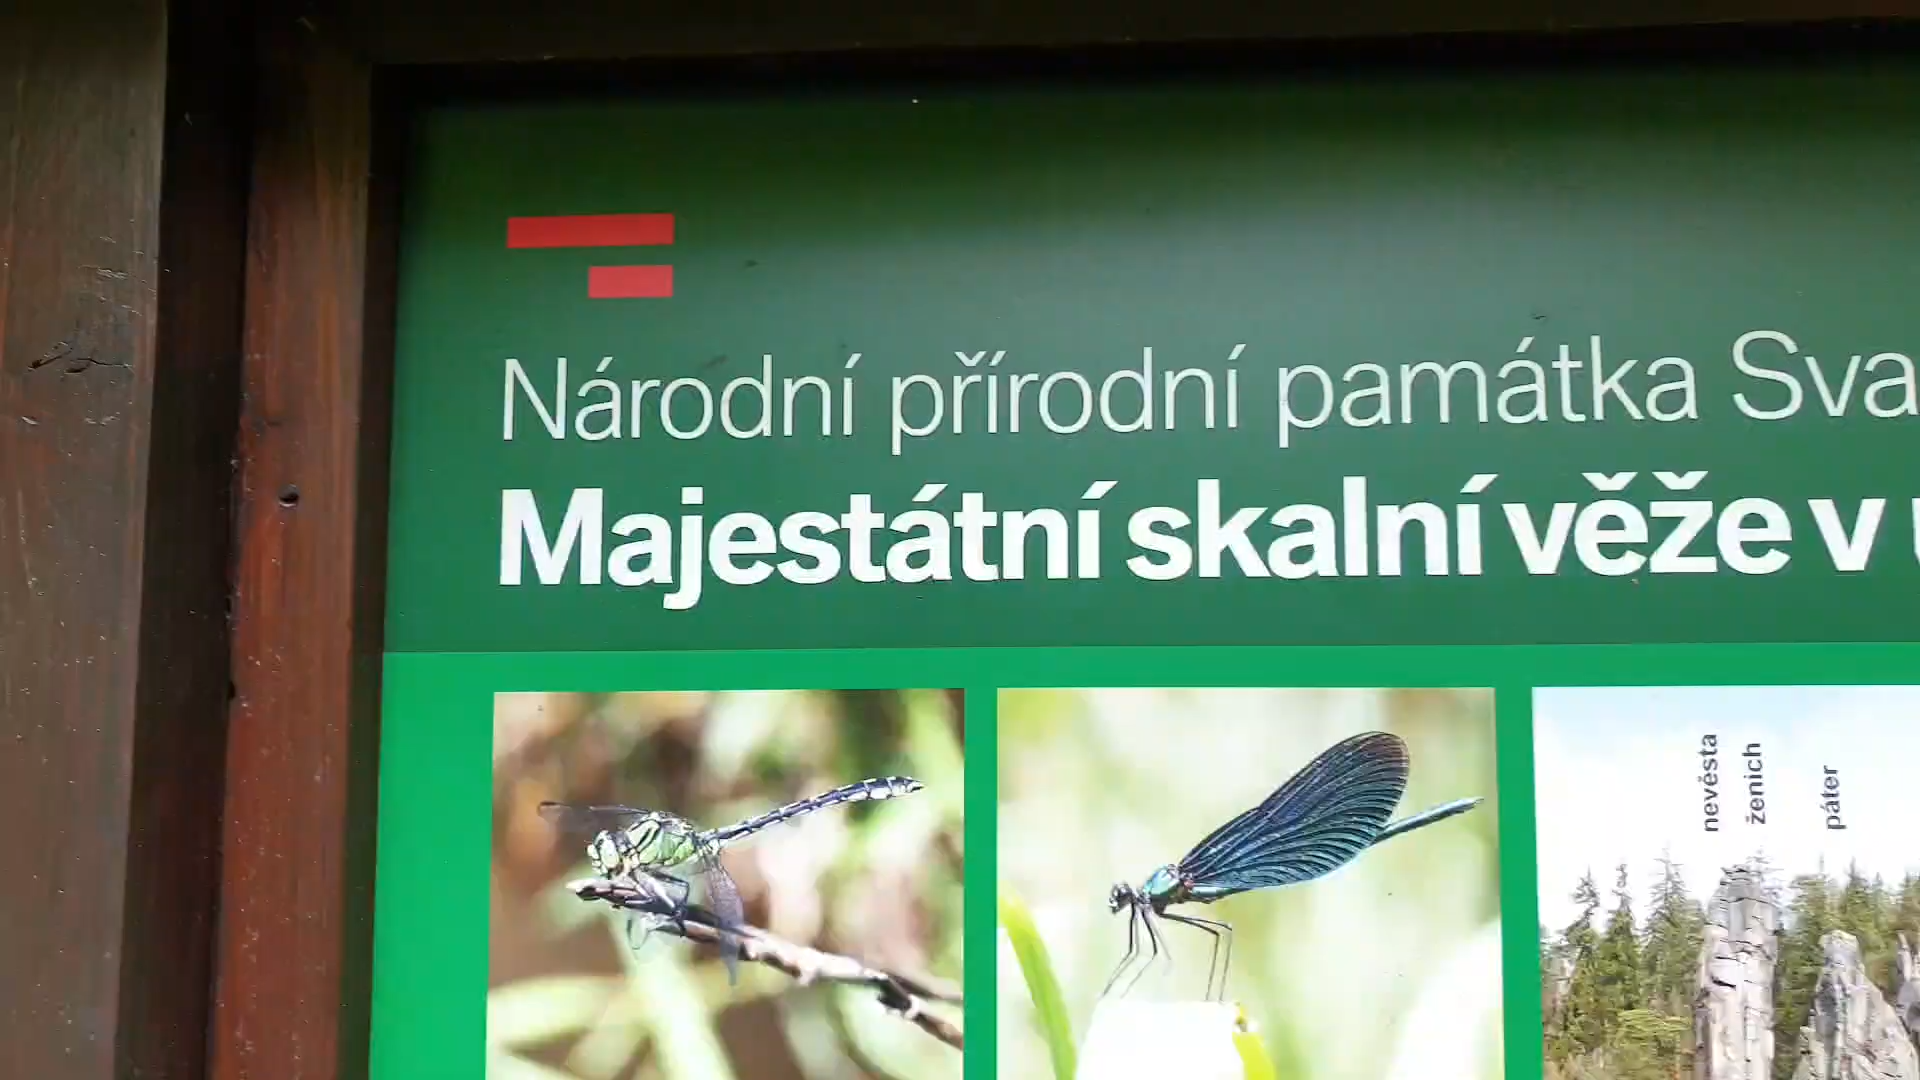 Národní přírodní památka Sva
Majestátní skalní věže v
nevěsta
ženich
páter